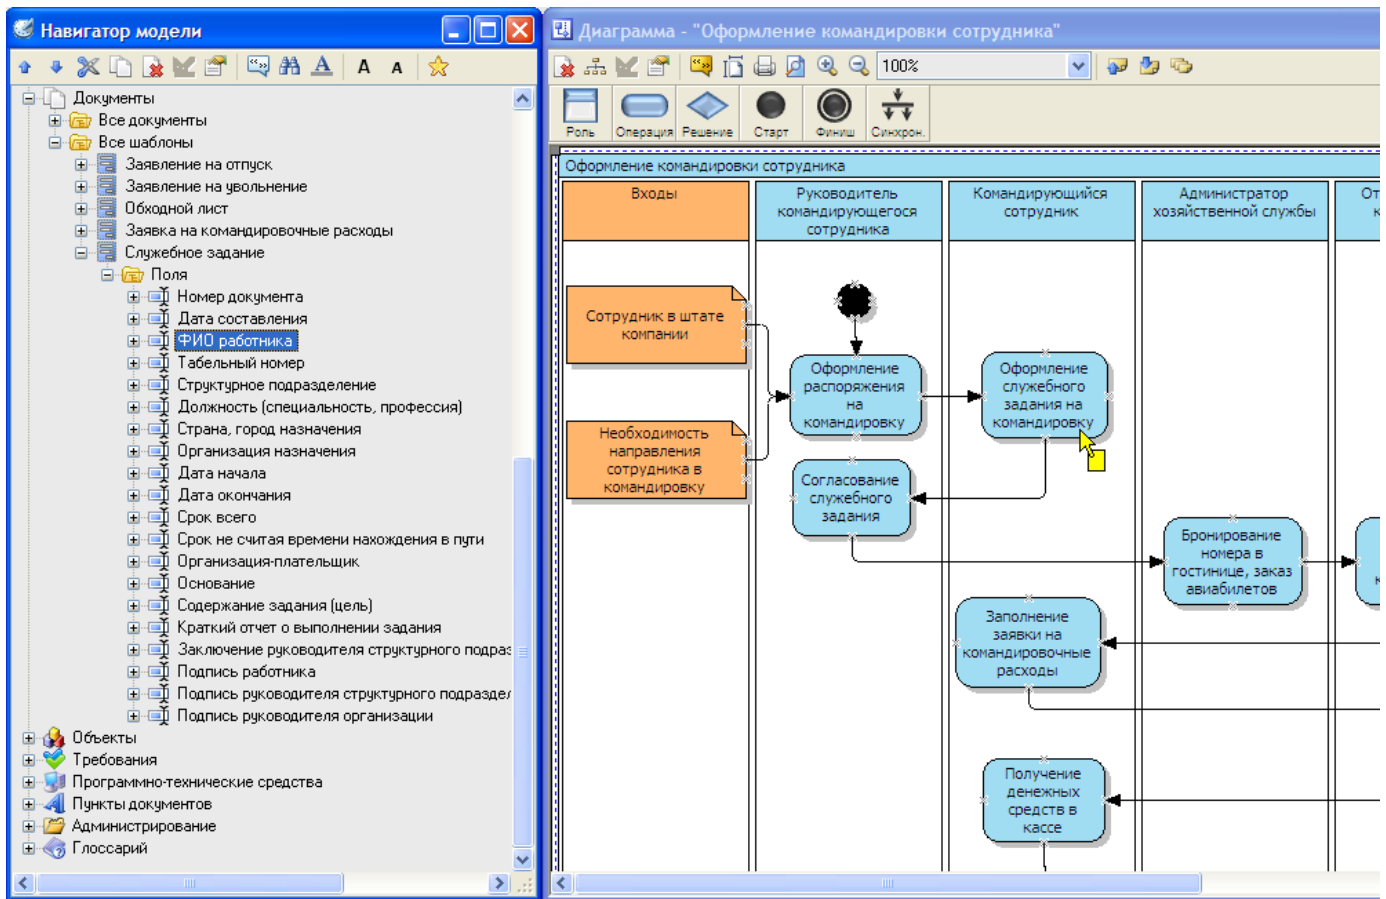 Навигатор модели
Документы
Все документы
Все шаблоны
Заявление на отпуск
Заявление на увольнение
Обходной лист
Заявка на командировочные расходы
Служебное задание
Поля
Номер документа
Дата составления
ФИО работника
Табельный номер
Структурное подразделение
Должность (специальность, профессия)
Страна, город назначения
Организация назначения
Дата начала
Дата окончания
Срок всего
Срок не считая времени нахождения в пути
Организация-плательщик
Основание
Содержание задания (цель)
Краткий отчет о выполнении задания
Заключение руководителя структурного подраз
Подпись работника
Подпись руководителя структурного подраздел
Подпись руководителя организации
Объекты
Требования
Программно-технические средства
Пункты документов
Администрирование
Глоссарий
Диаграмма - "Оформление командировки сотрудника"
100%
Роль
Операция
Решение
Старт
Финиш
Синхрон.
Оформление командировки сотрудника
Входы
Руководитель
командирующегося
сотрудника
Командирующийся
сотрудник
Администратор
хозяйственной службы
От
к
Сотрудник в штате
компании
Необходимость
направления
сотрудника в
командировку
Оформление
распоряжения
на
командировку
Оформление
служебного
задания на
командировку
Согласование
служебного
задания
Бронирование
номера в
гостинице, заказ
авиабилетов
к
Заполнение
заявки на
командировочные
расходы
Получение
денежных
средств в
кассе